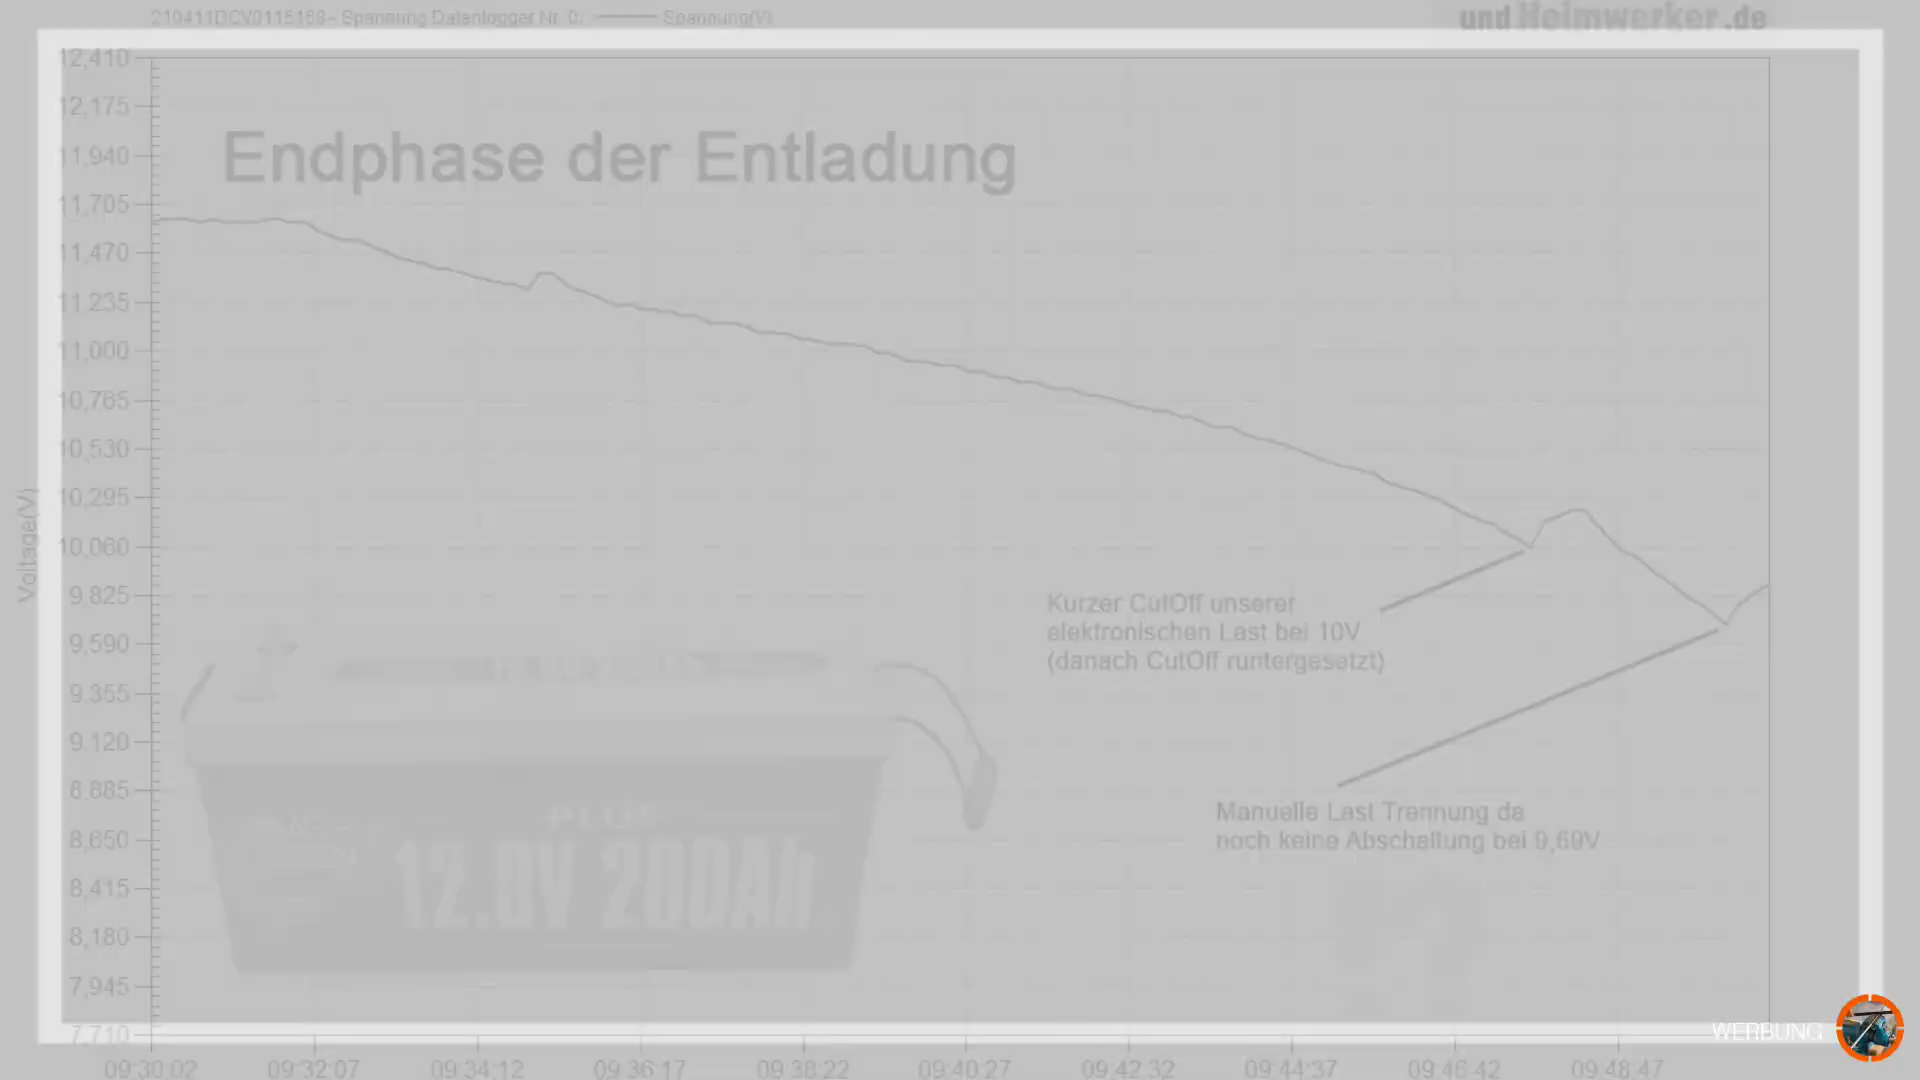 210411DCV0115168 - Spannung Datenlogger Nr. 0: Spannung(V)
und Heimwerker.de
12,410
12,175
11,940
11,705
11,470
11,235
11,000
10,765
10,530
10,295
10,060
9,825
9,590
9,355
9,120
8,885
8,650
8,415
8,180
7,945
7,710
Voltage(V)
Endphase der Entladung
Kurzer CutOff unserer
elektronischen Last bei 10V
(danach CutOff runtergesetzt)
Manuelle Last Trennung da
noch keine Abschaltung bei 9,69V
PLUS
12.0V 200Ah
WERBUNG
09:30:02 09:32:07 09:34:12 09:36:17 09:38:22 09:40:27 09:42:32 09:44:37 09:46:42 09:48:47